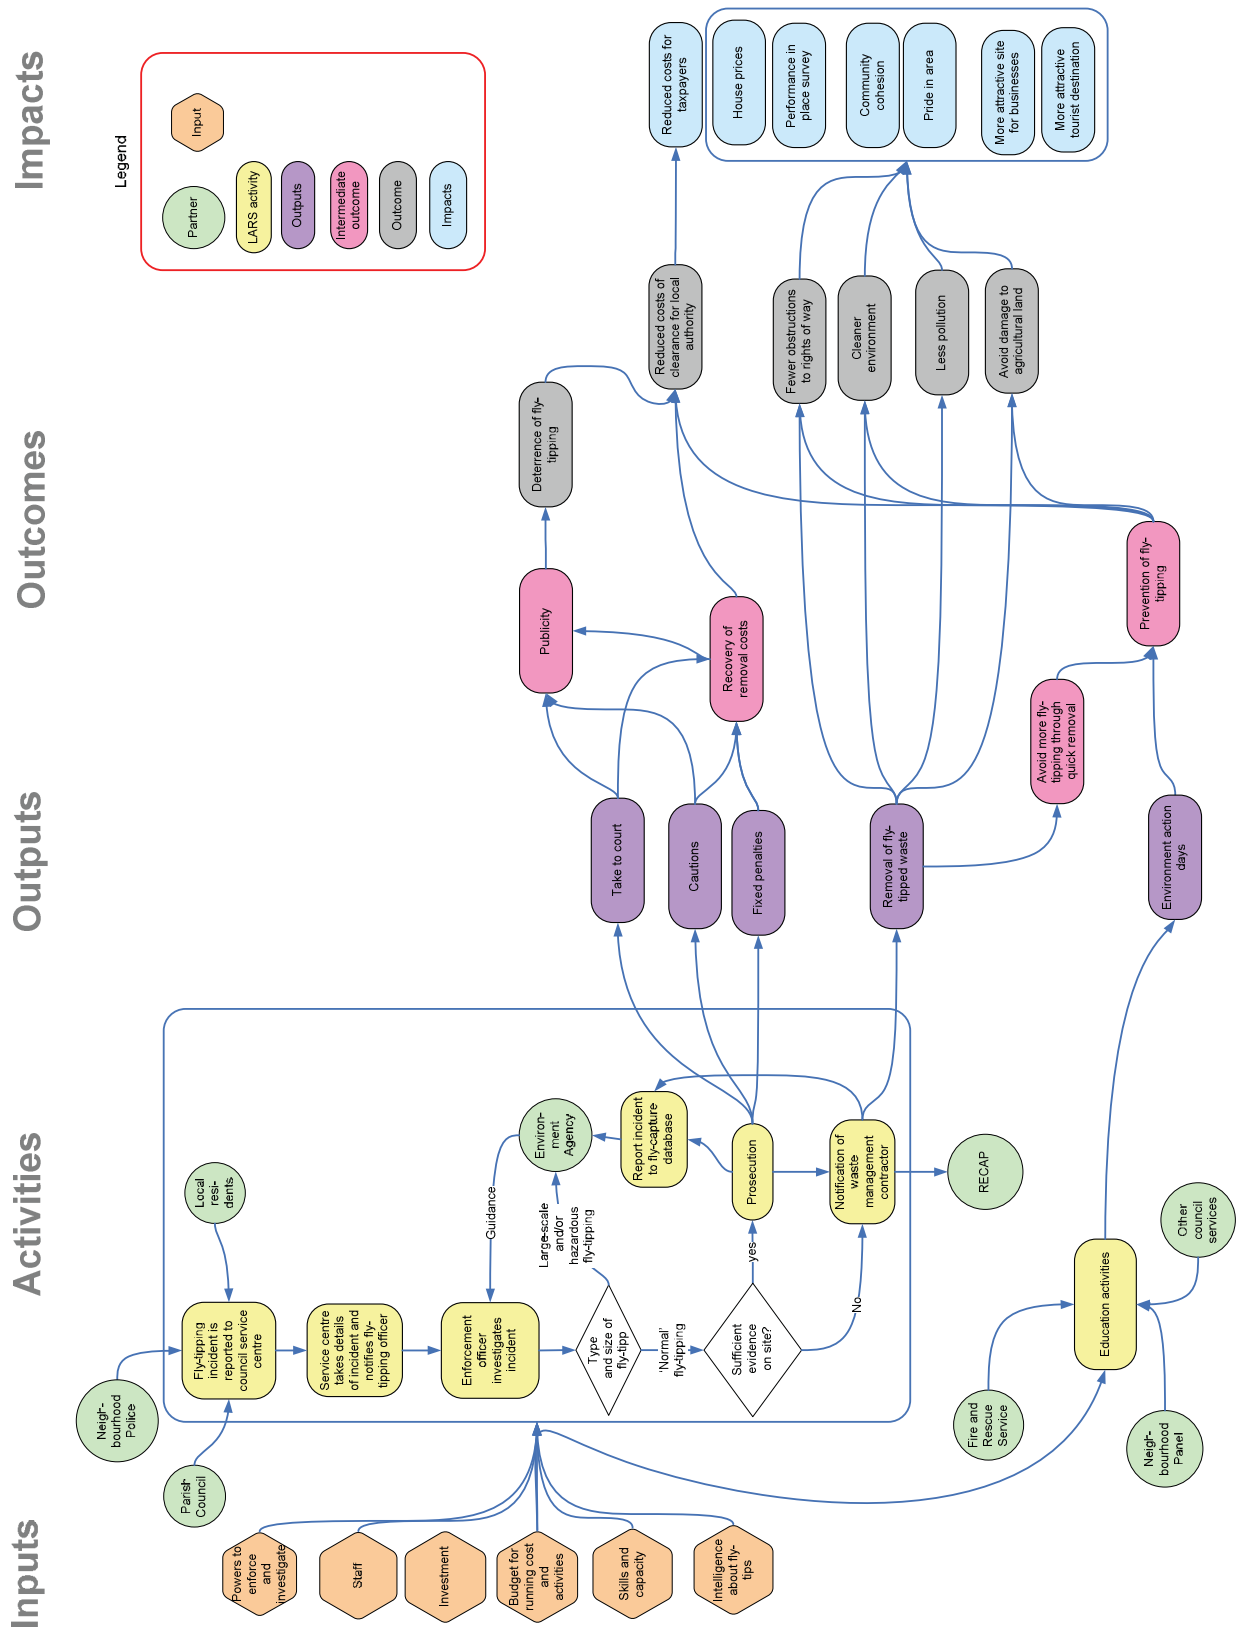 Inputs
Activities
Outputs
Outcomes
Impacts
Legend
Partner
Input
LARS activity
Outputs
Intermediate
outcome
Outcome
Impacts
Powers to
enforce
and
investigate
Staff
Investment
Budget for
running cost
and
activities
Skills and
capacity
Intelligence
about fly-
tips
Neigh-
bourhood
Police
Parish
Council
Local
resi-
dents
Fly-tipping
incident is
reported to
council service
centre
Service centre
takes details
of incident and
notifies fly-
tipping officer
Enforcement
officer
investigates
incident
Guidance
Type
and size of
fly-tipp
Large-scale
and/or
hazardous
fly-tipping
Environ-
ment
Agency
'Normal'
fly-tipping
Sufficient
evidence
on site?
yes
No
Report incident
to fly-capture
database
Prosecution
Notification of
waste
management
contractor
RECAP
Fire and
Rescue
Service
Neigh-
bourhood
Panel
Other
council
services
Education activities
Take to court
Cautions
Fixed penalties
Removal of fly-
tipped waste
Environment action
days
Publicity
Recovery of
removal costs
Avoid more fly-
tipping through
quick removal
Prevention of fly-
tipping
Deterrence of fly-
tipping
Reduced costs of
clearance for local
authority
Fewer obstructions
to rights of way
Cleaner
environment
Less pollution
Avoid damage to
agricultural land
Reduced costs for
taxpayers
House prices
Performance in
place survey
Community
cohesion
Pride in area
More attractive site
for businesses
More attractive
tourist destination